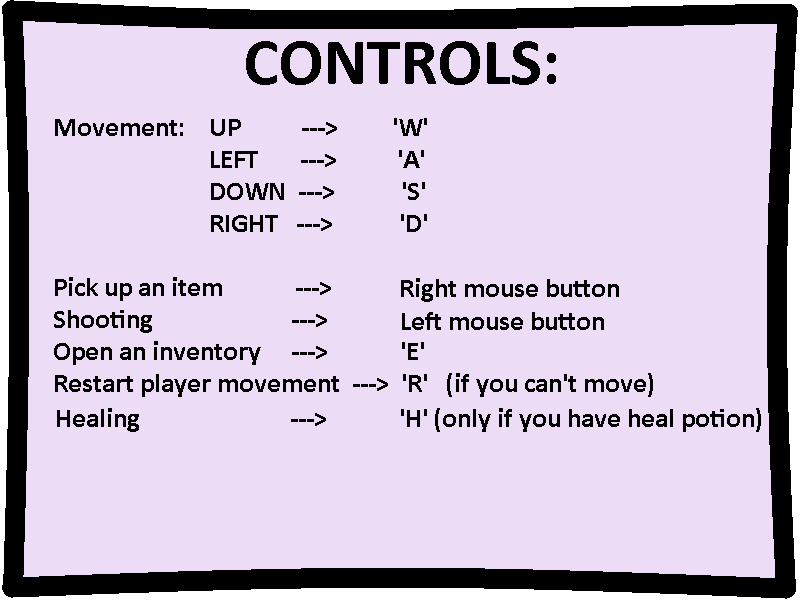 CONTROLS:
Movement: UP ---> 'W'
LEFT ---> 'A'
DOWN ---> 'S'
RIGHT ---> 'D'
Pick up an item ---> Right mouse button
Shooting ---> Left mouse button
Open an inventory ---> 'E'
Restart player movement ---> 'R' (if you can't move)
Healing ---> 'H' (only if you have heal potion)